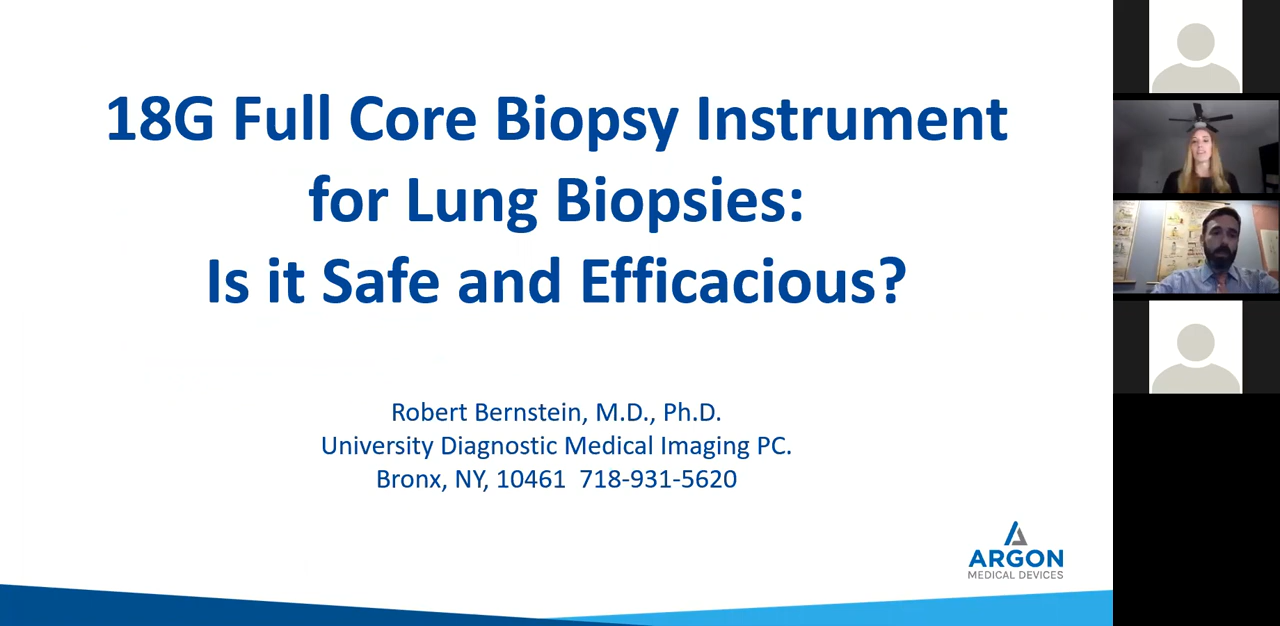 18G Full Core Biopsy Instrument
for Lung Biopsies:
Is it Safe and Efficacious?
Robert Bernstein, M.D., Ph.D.
University Diagnostic Medical Imaging PC.
Bronx, NY, 10461  718-931-5620
ARGON
MEDICAL DEVICES